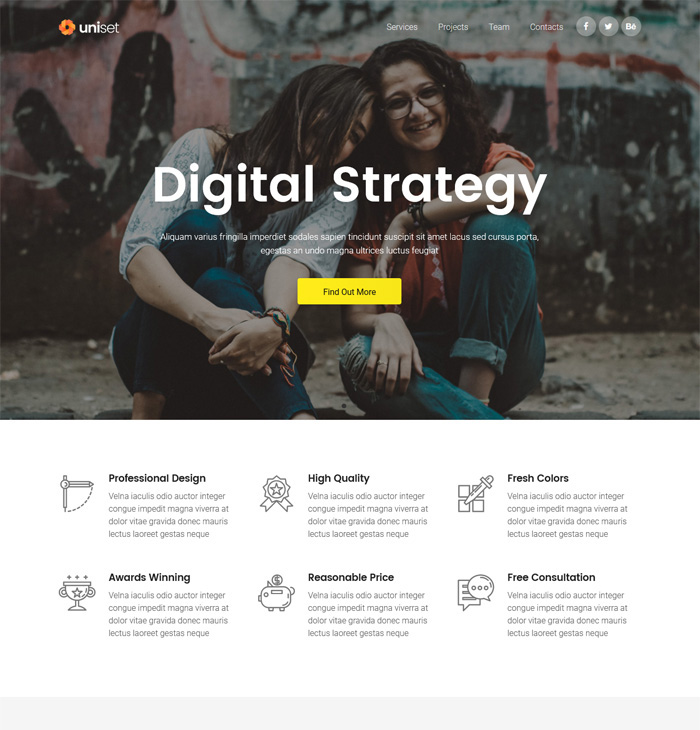 uniset
Services Projects Team Contacts f Bē
Digital Strategy
Aliquam varius fringilla imperdiet sodales sapien tincidunt suscipit sit amet lacus sed cursus porta,
egestas an undo magna ultrices luctus feugiat
Find Out More
Professional Design
Velna iaculis odio auctor integer
congue impedit magna viverra at
dolor vitae gravida donec mauris
lectus laoreet gestas neque
High Quality
Velna iaculis odio auctor integer
congue impedit magna viverra at
dolor vitae gravida donec mauris
lectus laoreet gestas neque
Fresh Colors
Velna iaculis odio auctor integer
congue impedit magna viverra at
dolor vitae gravida donec mauris
lectus laoreet gestas neque
Awards Winning
Velna iaculis odio auctor integer
congue impedit magna viverra at
dolor vitae gravida donec mauris
lectus laoreet gestas neque
$
Reasonable Price
Velna iaculis odio auctor integer
congue impedit magna viverra at
dolor vitae gravida donec mauris
lectus laoreet gestas neque
Free Consultation
Velna iaculis odio auctor integer
congue impedit magna viverra at
dolor vitae gravida donec mauris
lectus laoreet gestas neque